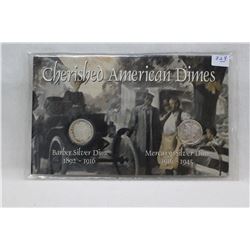 Cherished American Dimes
Barber Silver Dime
1892 - 1916
Mercury Silver Dime
1916 - 1945